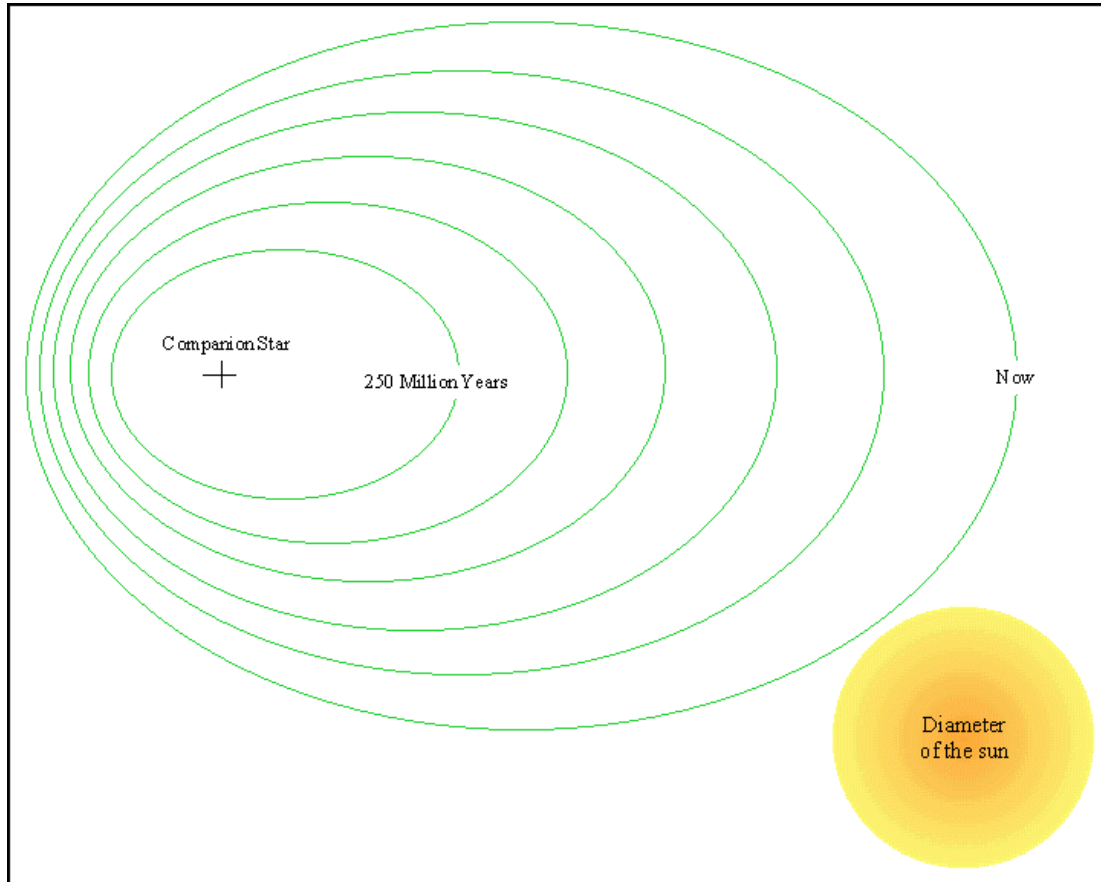 Companion Star
250 Million Years
Now
Diameter
of the sun